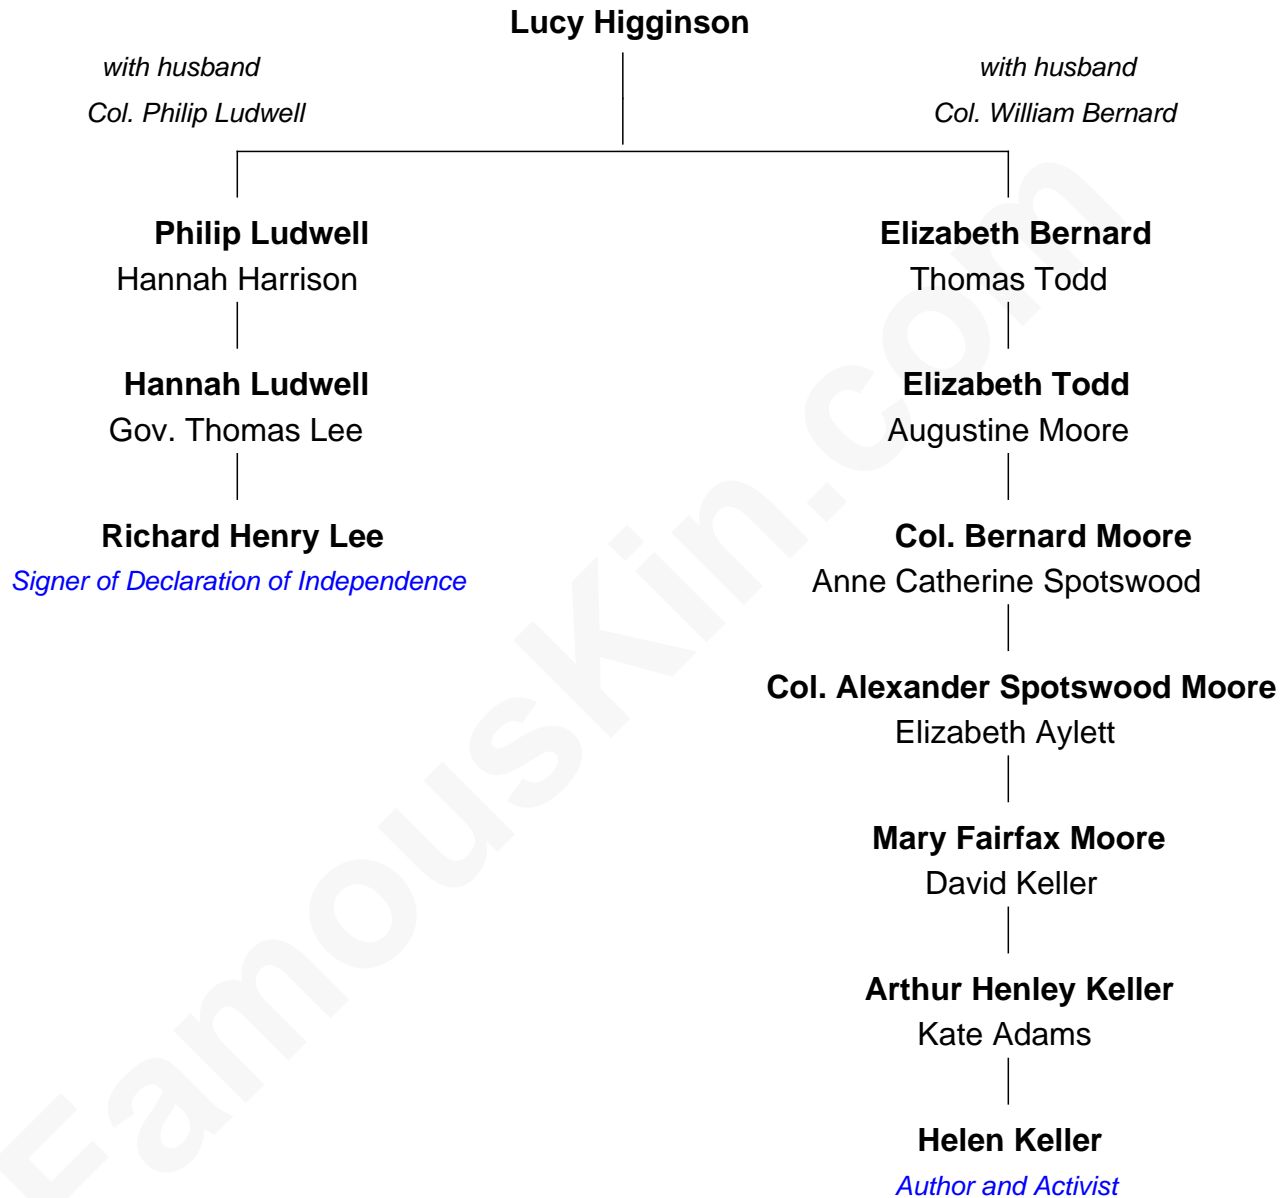 Lucy Higginson
with husband
Col. Philip Ludwell
with husband
Col. William Bernard
Philip Ludwell
Hannah Harrison
Hannah Ludwell
Gov. Thomas Lee
Richard Henry Lee
Signer of Declaration of Independence
Elizabeth Bernard
Thomas Todd
Elizabeth Todd
Augustine Moore
Col. Bernard Moore
Anne Catherine Spotswood
Col. Alexander Spotswood Moore
Elizabeth Aylett
Mary Fairfax Moore
David Keller
Arthur Henley Keller
Kate Adams
Helen Keller
Author and Activist
FamousKin.com